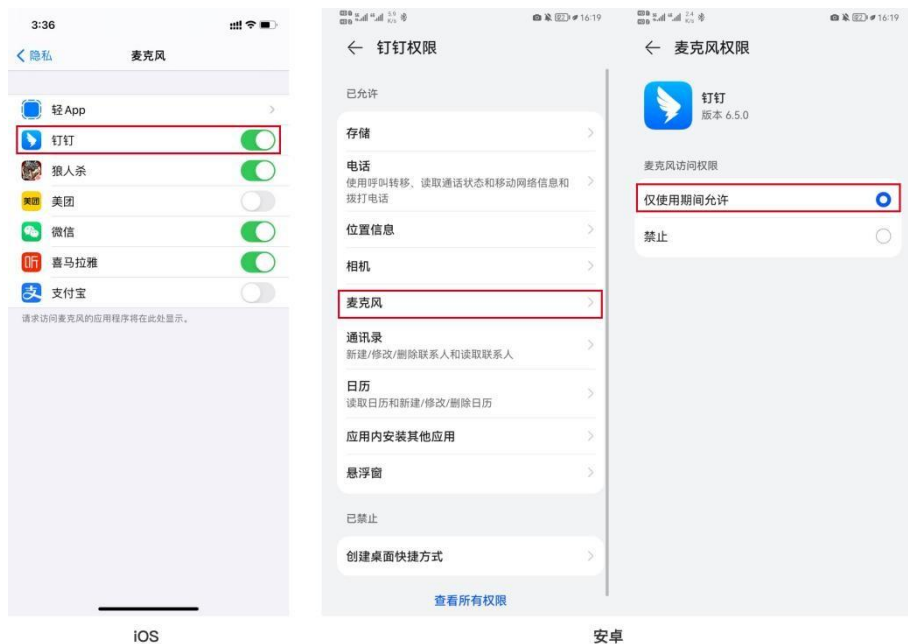 3:36
隐私
麦克风
轻App
钉钉
狼人杀
美团
微信
喜马拉雅
支付宝
请求访问麦克风的应用程序将在此处显示。
iOS
16:19
钉钉权限
已允许
存储
电话
使用呼叫转移、读取通话状态和移动网络信息和
拨打电话
位置信息
相机
麦克风
通讯录
新建/修改/删除联系人和读取联系人
日历
读取日历和新建/修改/删除日历
应用内安装其他应用
悬浮窗
已禁止
创建桌面快捷方式
查看所有权限
16:19
麦克风权限
钉钉
版本 6.5.0
麦克风访问权限
仅使用期间允许
禁止
安卓